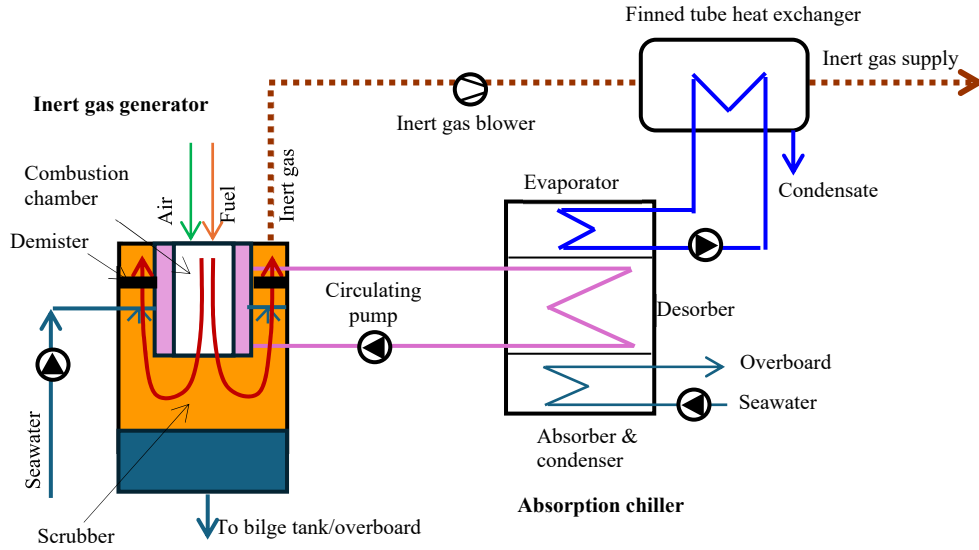 Finned tube heat exchanger
Inert gas supply
Inert gas generator
Inert gas blower
Combustion
chamber
Air
Fuel
Inert gas
Evaporator
Condensate
Demister
Circulating
pump
Desorber
Overboard
Seawater
Seawater
Absorber &
condenser
Absorption chiller
To bilge tank/overboard
Scrubber